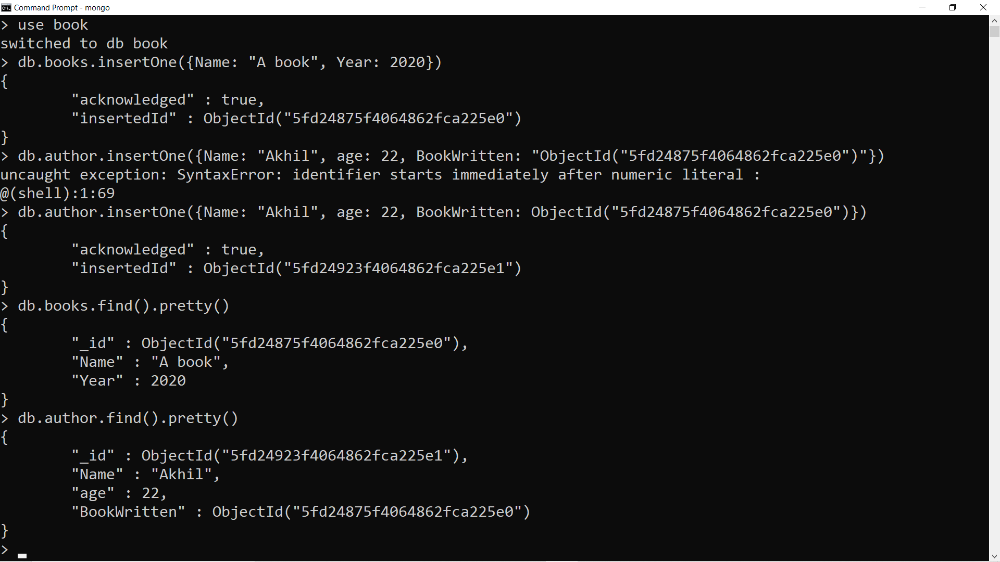 Command Prompt - mongo
> use book
switched to db book
> db.books.insertOne({Name: "A book", Year: 2020})
{
        "acknowledged" : true,
        "insertedId" : ObjectId("5fd24875f4064862fca225e0")
}
> db.author.insertOne({Name: "Akhil", age: 22, BookWritten: "ObjectId("5fd24875f4064862fca225e0")"})
uncaught exception: SyntaxError: identifier starts immediately after numeric literal :
@(shell):1:69
> db.author.insertOne({Name: "Akhil", age: 22, BookWritten: ObjectId("5fd24875f4064862fca225e0")})
{
        "acknowledged" : true,
        "insertedId" : ObjectId("5fd24923f4064862fca225e1")
}
> db.books.find().pretty()
{
        "_id" : ObjectId("5fd24875f4064862fca225e0"),
        "Name" : "A book",
        "Year" : 2020
}
> db.author.find().pretty()
{
        "_id" : ObjectId("5fd24923f4064862fca225e1"),
        "Name" : "Akhil",
        "age" : 22,
        "BookWritten" : ObjectId("5fd24875f4064862fca225e0")
}
>